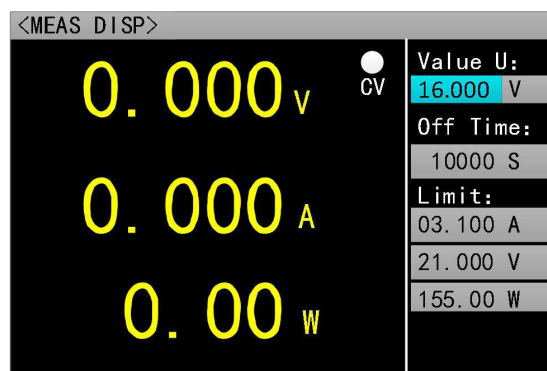 <MEAS DISP>
0.000 V
CV
0.000 A
0.00 W
Value U:
16.000 V
Off Time:
10000 S
Limit:
03.100 A
21.000 V
155.00 W